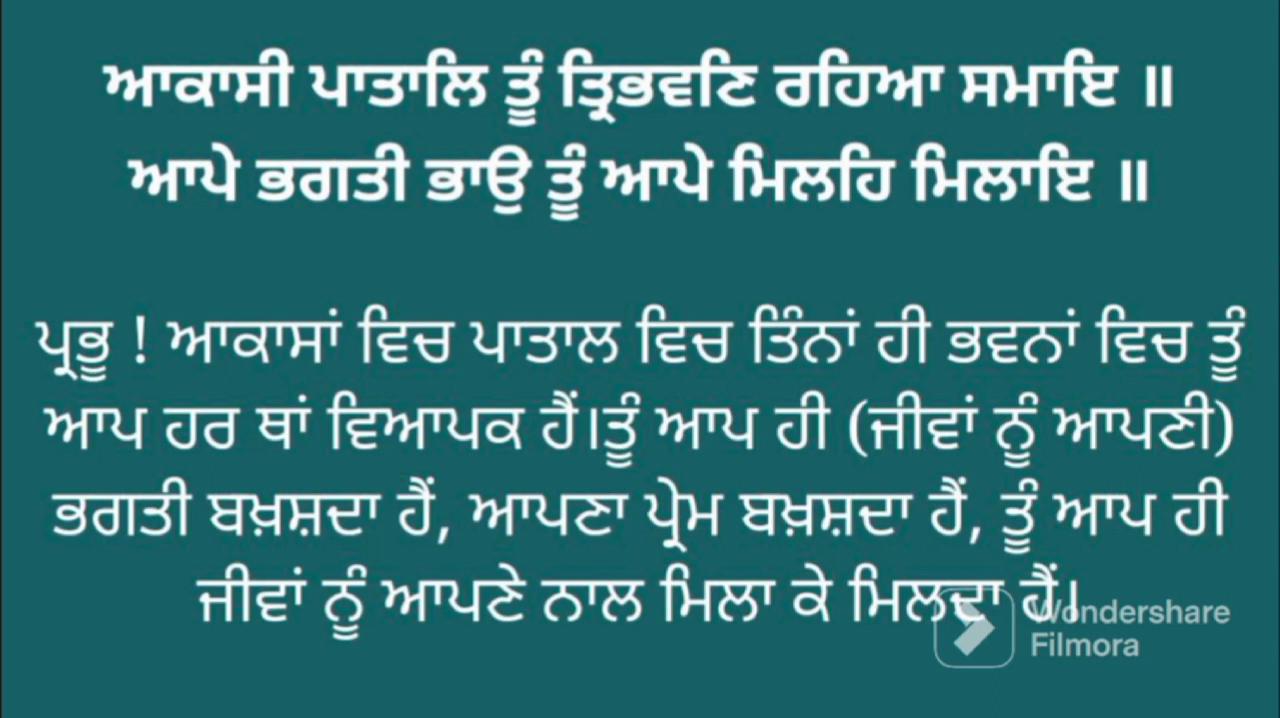 ਆਕਾਸੀ ਪਾਤਾਲਿ ਤੂੰ ਤ੍ਰਿਭਵਣਿ ਰਹਿਆ ਸਮਾਇ ॥
ਆਪੇ ਭਗਤੀ ਭਾਉ ਤੂੰ ਆਪੇ ਮਿਲਹਿ ਮਿਲਾਇ ॥
ਪ੍ਰਭੂ ! ਆਕਾਸਾਂ ਵਿਚ ਪਾਤਾਲ ਵਿਚ ਤਿੰਨਾਂ ਹੀ ਭਵਨਾਂ ਵਿਚ ਤੂੰ
ਆਪ ਹਰ ਥਾਂ ਵਿਆਪਕ ਹੈਂ।ਤੂੰ ਆਪ ਹੀ (ਜੀਵਾਂ ਨੂੰ ਆਪਣੀ)
ਭਗਤੀ ਬਖ਼ਸ਼ਦਾ ਹੈਂ, ਆਪਣਾ ਪ੍ਰੇਮ ਬਖ਼ਸ਼ਦਾ ਹੈਂ, ਤੂੰ ਆਪ ਹੀ
ਜੀਵਾਂ ਨੂੰ ਆਪਣੇ ਨਾਲ ਮਿਲਾ ਕੇ ਮਿਲਦਾ ਹੈਂ।
Wondershare
Filmora